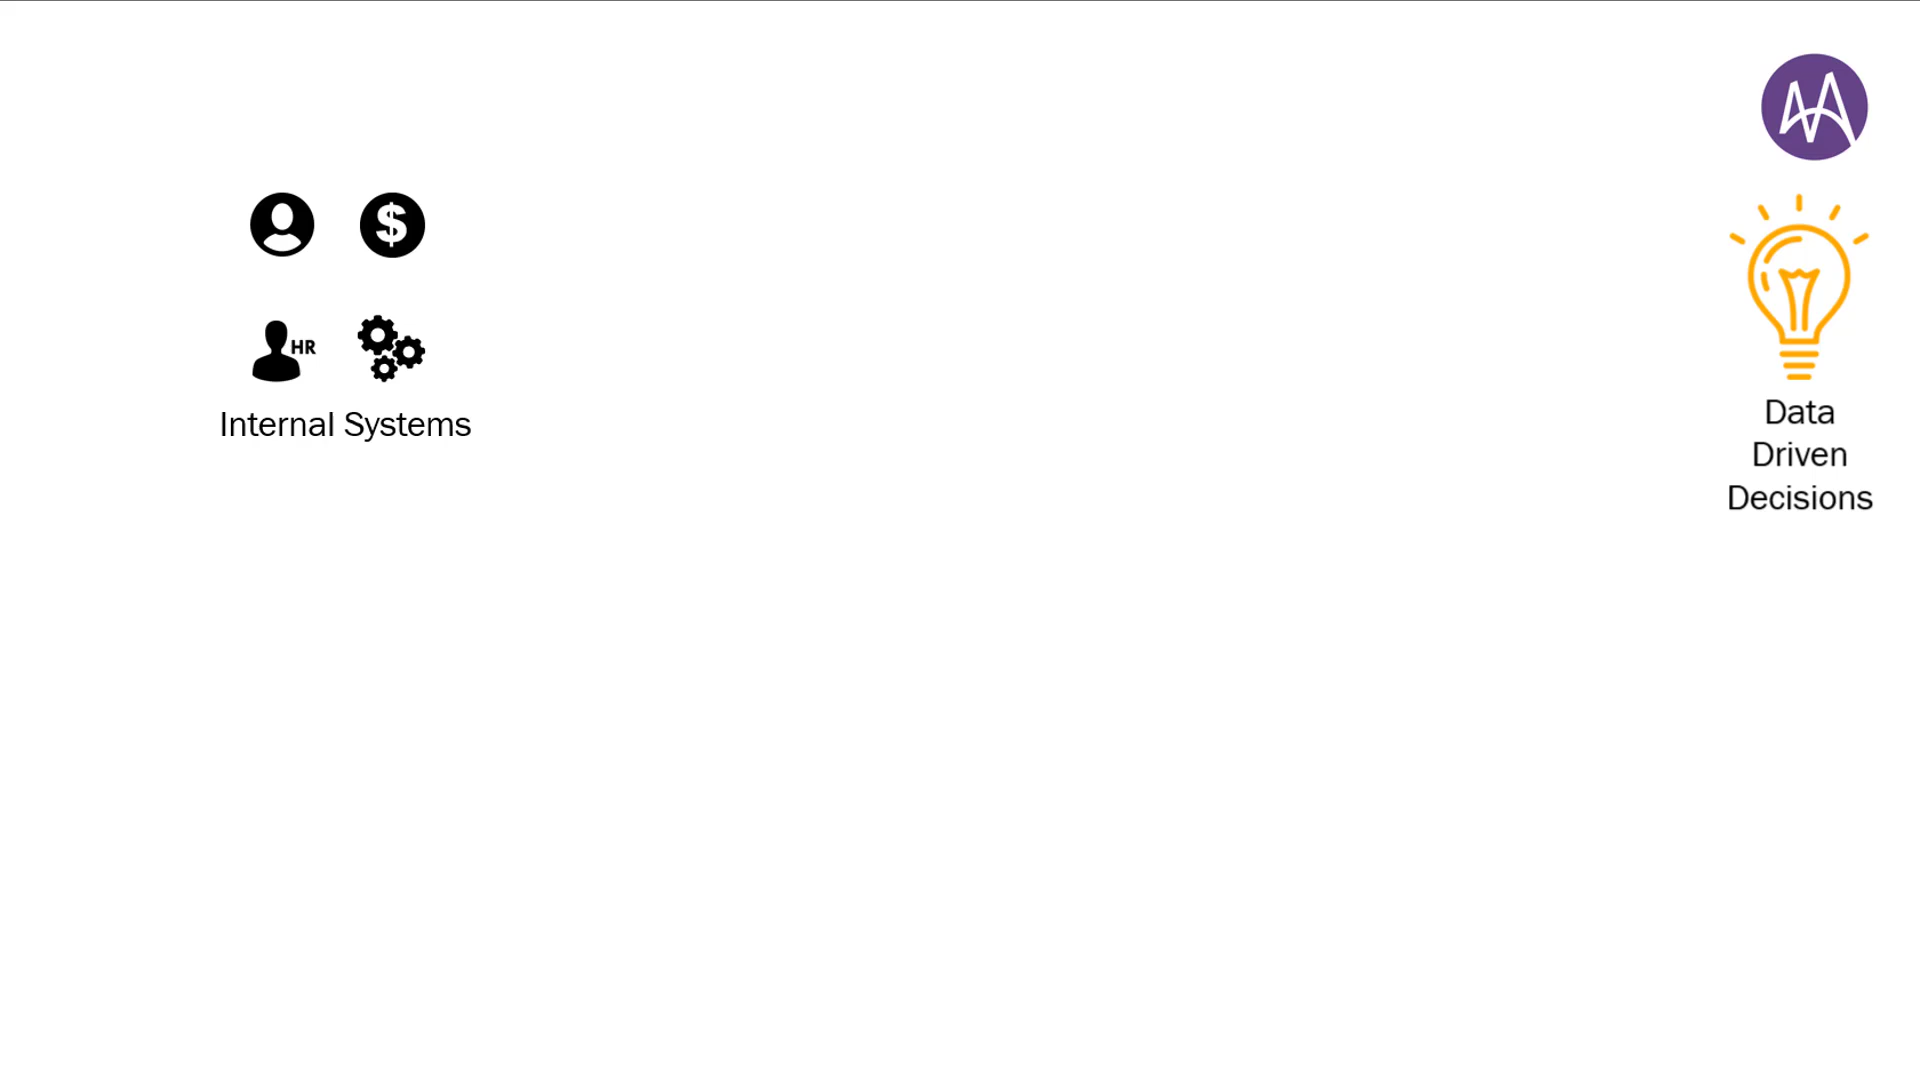 $
HR
Internal Systems
Data
Driven
Decisions